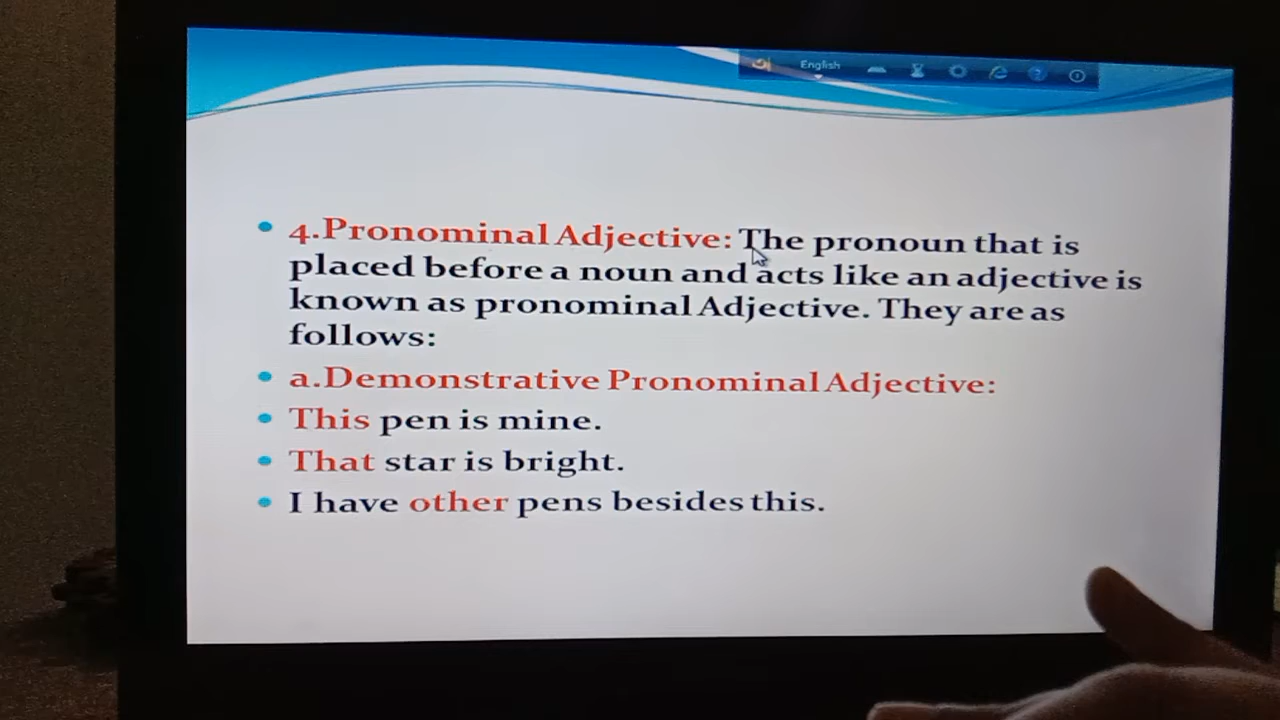 English
4.Pronominal Adjective: The pronoun that is
placed before a noun and acts like an adjective is
known as pronominal Adjective. They are as
follows:
a.Demonstrative Pronominal Adjective:
This pen is mine.
That star is bright.
I have other pens besides this.